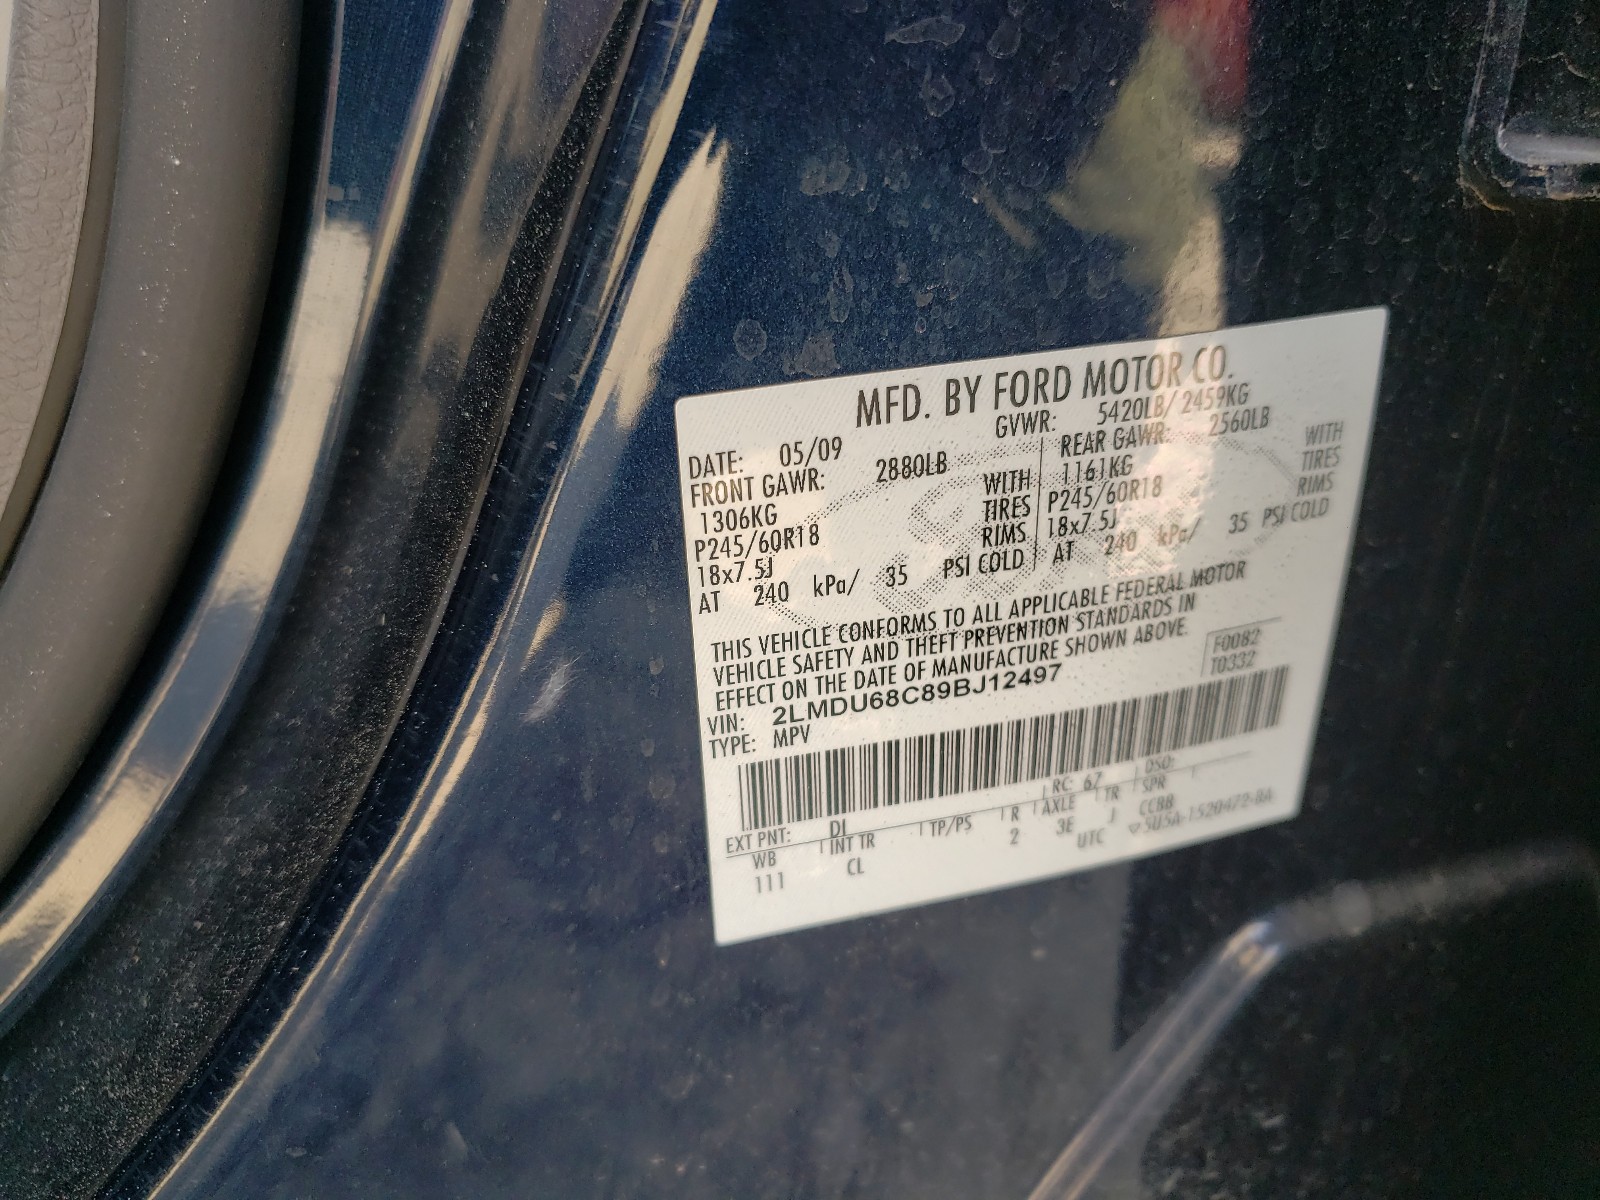 MFD. BY FORD MOTOR CO.
DATE: 05/09 GVWR: 5420LB/ 2459KG
FRONT GAWR: 2880LB REAR GAWR: 2560LB
1306KG WITH 1161KG WITH
P245/60R18 TIRES P245/60R18 TIRES
18x7.5J RIMS 18x7.5J RIMS
AT 240 kPa/ 35 PSI COLD AT 240 kPa/ 35 PSI COLD
THIS VEHICLE CONFORMS TO ALL APPLICABLE FEDERAL MOTOR
VEHICLE SAFETY AND THEFT PREVENTION STANDARDS IN
EFFECT ON THE DATE OF MANUFACTURE SHOWN ABOVE.
F0082
VIN: 2LMDU68C89BJ12497 T0332
TYPE: MPV
EXT PNT: DI RC: 67 DSO:
WB INT TR TP/PS R AXLE TR SPR
111 CL 2 3E J CCBB
UTC ▽5U5A-1520472-BA